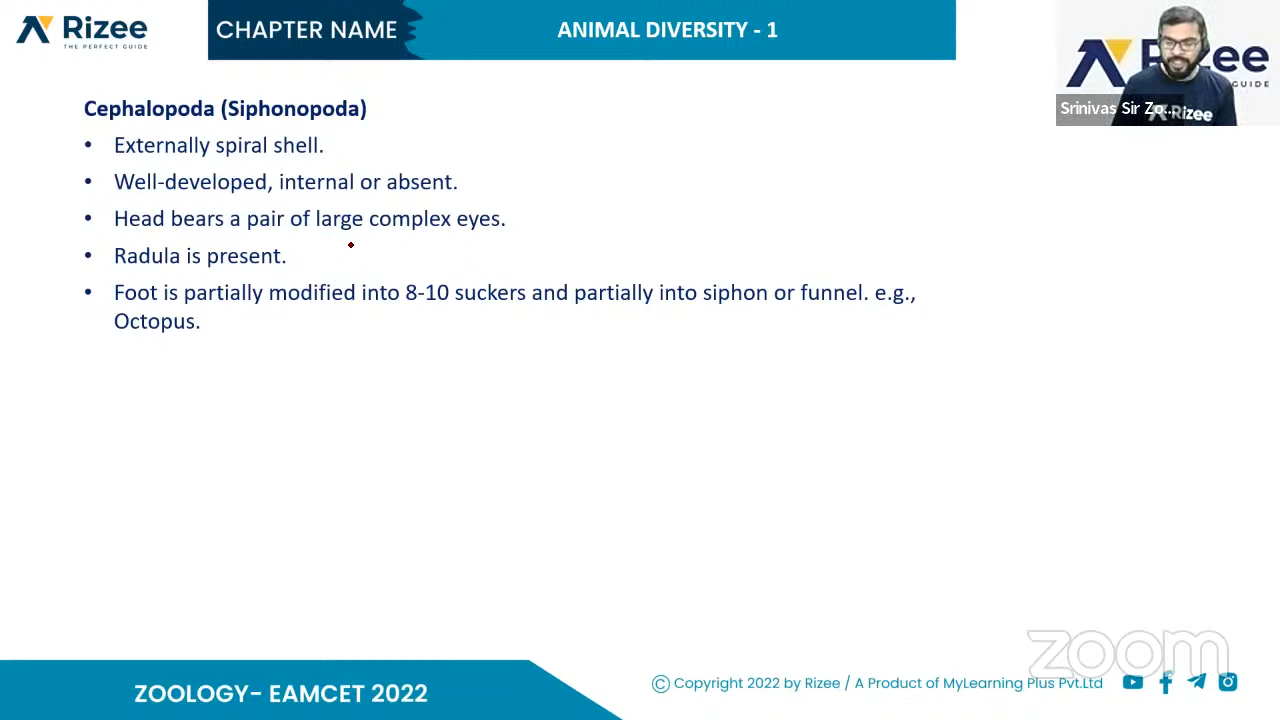 Rizee
THE PERFECT GUIDE
CHAPTER NAME
ANIMAL DIVERSITY - 1
Rizee
GUIDE
Srinivas Sir Zo...
Rizee
Cephalopoda (Siphonopoda)
• Externally spiral shell.
• Well-developed, internal or absent.
• Head bears a pair of large complex eyes.
• Radula is present.
• Foot is partially modified into 8-10 suckers and partially into siphon or funnel. e.g.,
Octopus.
zoom
ZOOLOGY- EAMCET 2022
© Copyright 2022 by Rizee / A Product of MyLearning Plus Pvt.Ltd